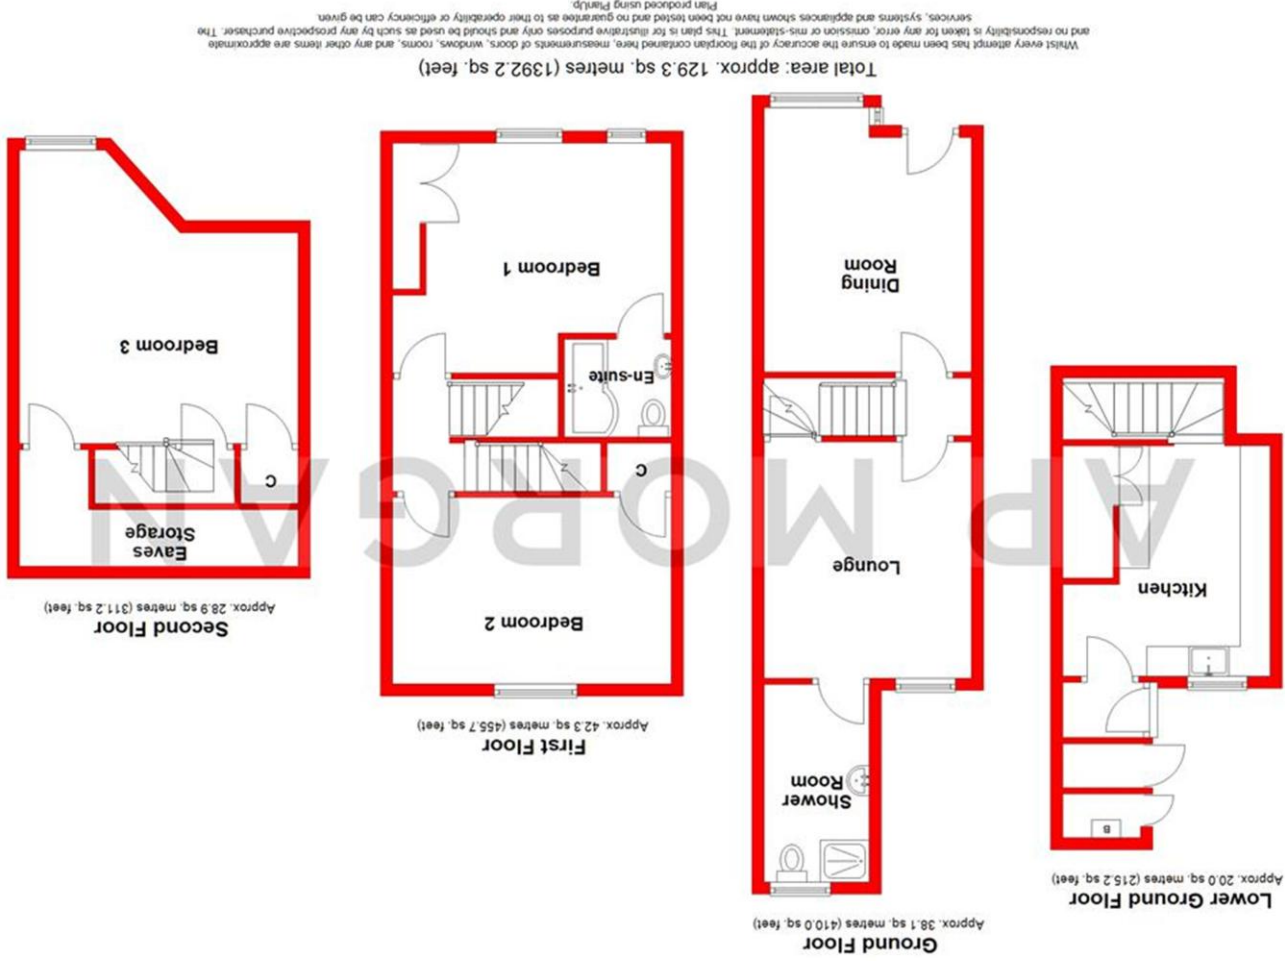 Lower Ground Floor
Approx. 20.0 sq. metres (215.2 sq. feet)
B
Kitchen
Ground Floor
Approx. 38.1 sq. metres (410.0 sq. feet)
Shower
Room
Lounge
Dining
Room
First Floor
Approx. 42.3 sq. metres (455.7 sq. feet)
Bedroom 2
C
En-suite
Bedroom 1
Second Floor
Approx. 28.9 sq. metres (311.2 sq. feet)
Eaves
Storage
C
Bedroom 3
AP MORGAN
Total area: approx. 129.3 sq. metres (1392.2 sq. feet)
Whilst every attempt has been made to ensure the accuracy of the floorplan contained here, measurements of doors, windows, rooms, and any other items are approximate
and no responsibility is taken for any error, omission or mis-statement. This plan is for illustrative purposes only and should be used as such by any prospective purchaser. The
services, systems and appliances shown have not been tested and no guarantee as to their operability or efficiency can be given.
Plan produced using PlanUp.